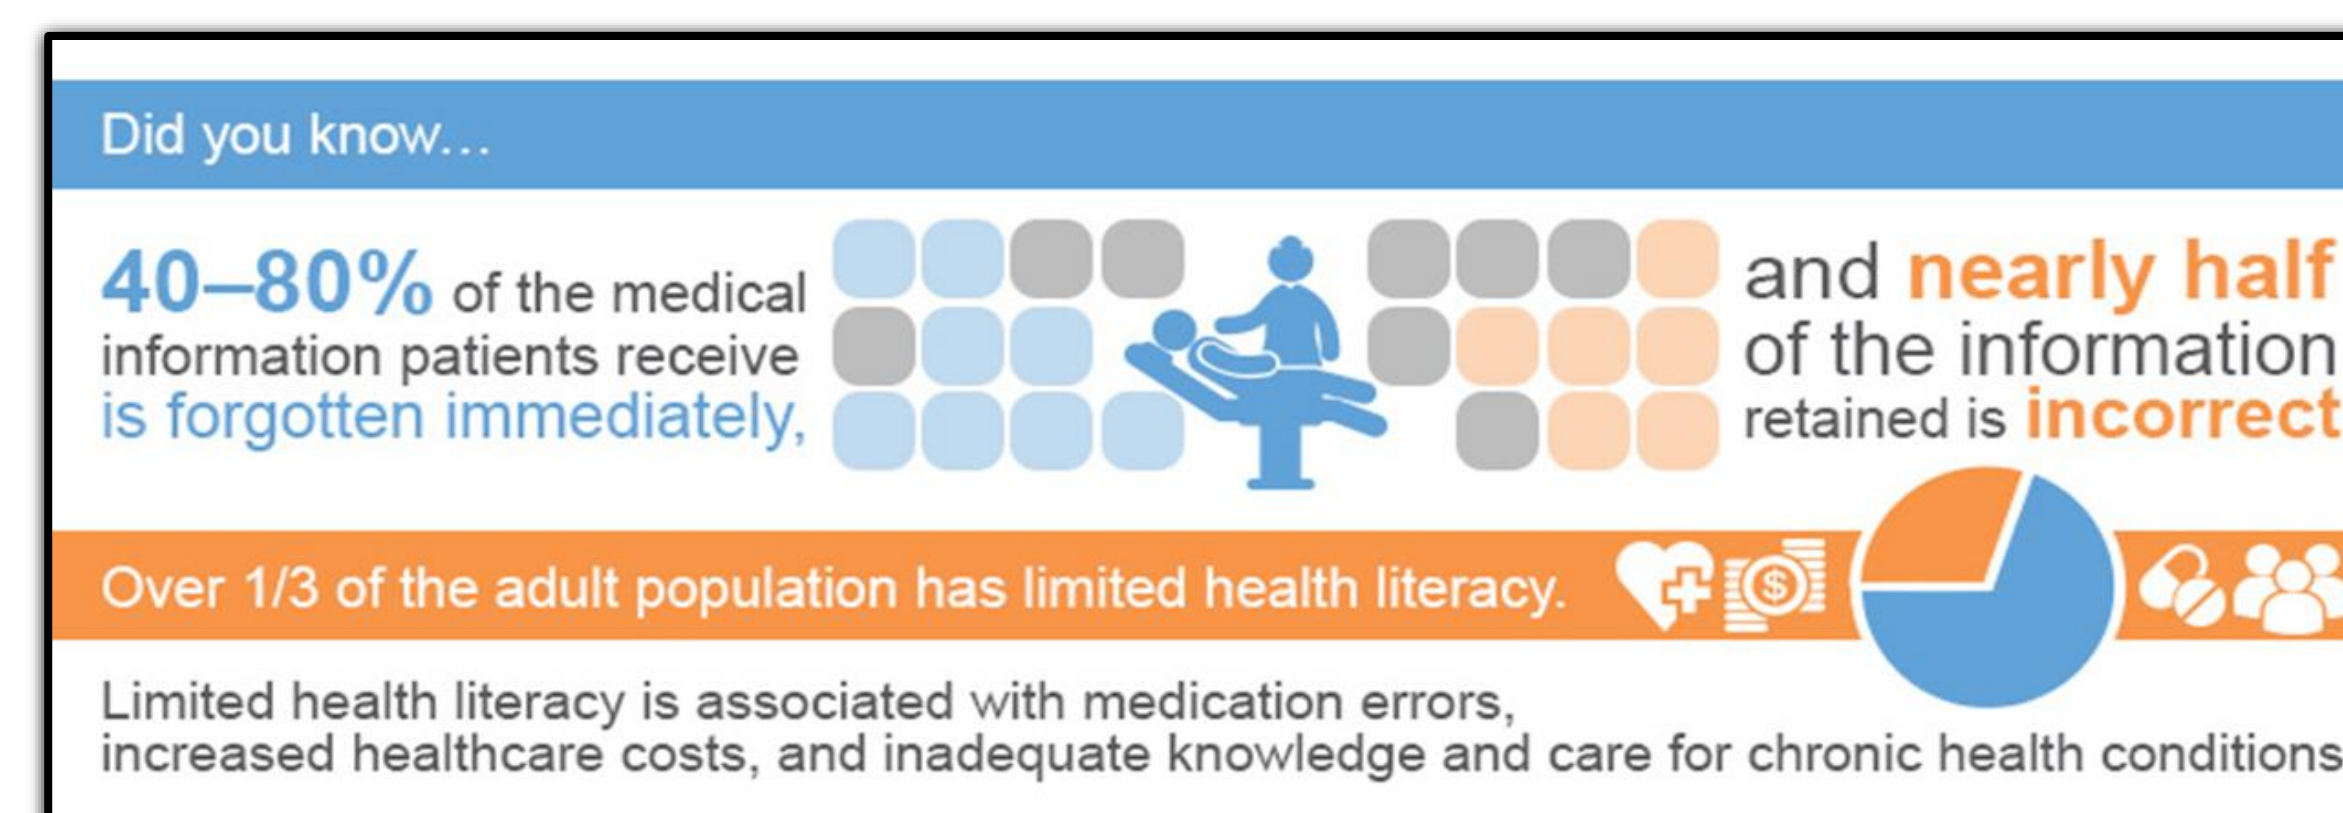 Did you know...
40–80% of the medical
information patients receive
is forgotten immediately,
and nearly half
of the information
retained is incorrect
Over 1/3 of the adult population has limited health literacy.
$
Limited health literacy is associated with medication errors,
increased healthcare costs, and inadequate knowledge and care for chronic health conditions